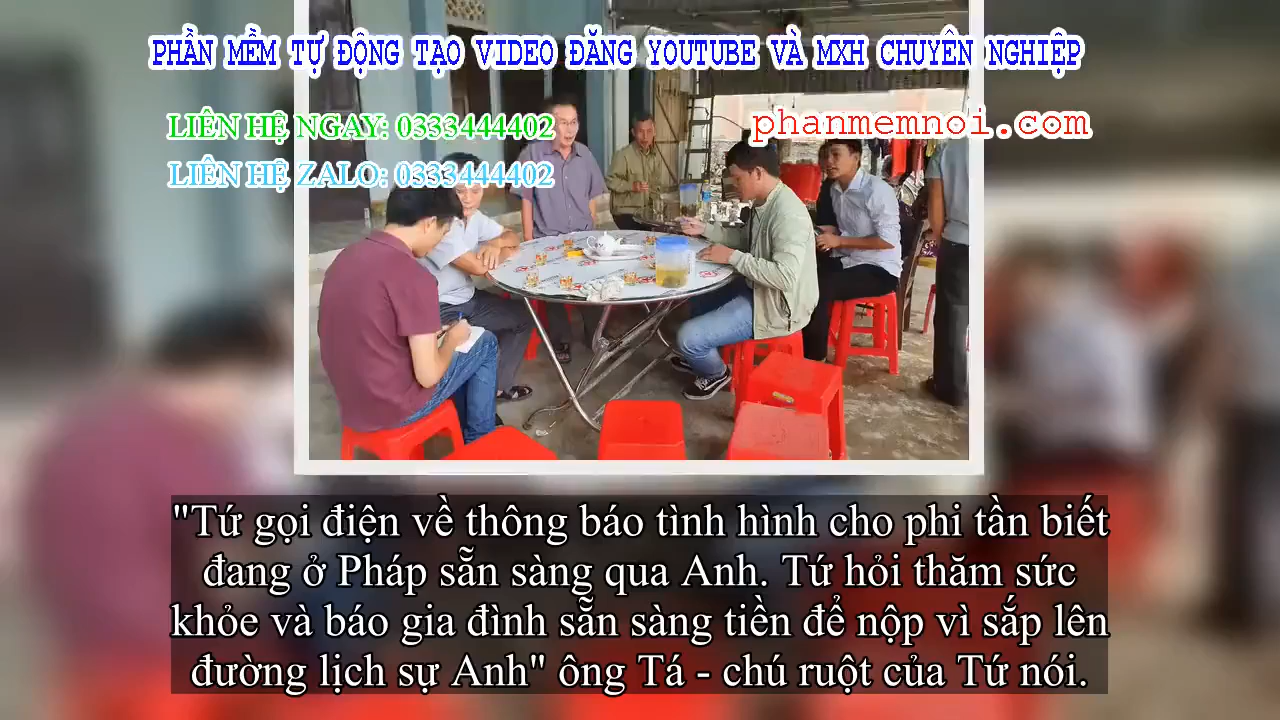 PHẦN MỀM TỰ ĐỘNG TẠO VIDEO ĐĂNG YOUTUBE VÀ MXH CHUYÊN NGHIỆP
LIÊN HỆ NGAY: 0333444402
phanmemnoi.com
LIÊN HỆ ZALO: 0333444402
"Tứ gọi điện về thông báo tình hình cho phi tần biết
đang ở Pháp sẵn sàng qua Anh. Tứ hỏi thăm sức
khỏe và báo gia đình sẵn sàng tiền để nộp vì sắp lên
đường lịch sự Anh" ông Tá - chú ruột của Tứ nói.